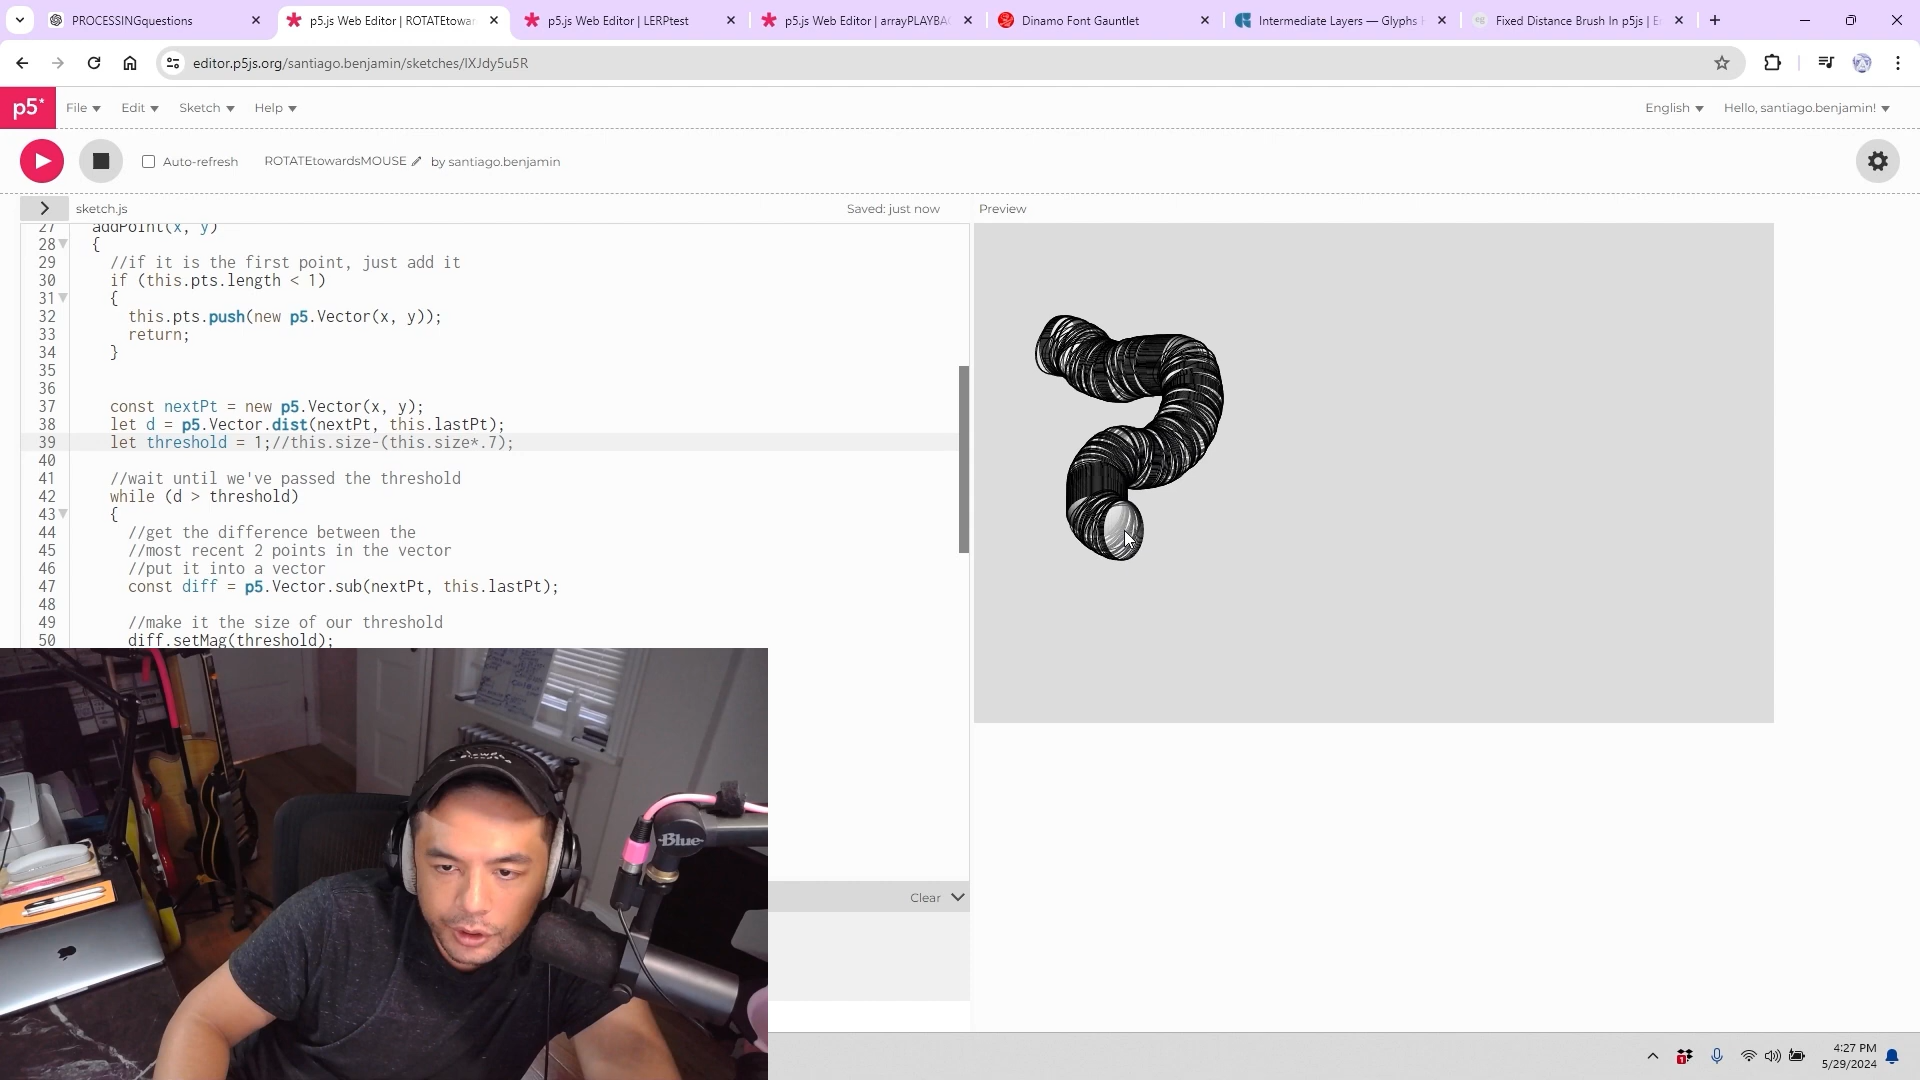 PROCESSINGquestions
p5.js Web Editor | ROTATEtowar
p5.js Web Editor | LERPtest
p5.js Web Editor | arrayPLAYBAC
Dinamo Font Gauntlet
Intermediate Layers — Glyphs
Fixed Distance Brush In p5js | E
editor.p5js.org/santiago.benjamin/sketches/lXJdy5u5R
p5*
File
Edit
Sketch
Help
English
Hello, santiago.benjamin!
Auto-refresh
ROTATEtowardsMOUSE
by santiago.benjamin
sketch.js
Saved: just now
Preview
27 addPoint(x, y)
28 {
29 //if it is the first point, just add it
30 if (this.pts.length < 1)
31 {
32 this.pts.push(new p5.Vector(x, y));
33 return;
34 }
35
36
37 const nextPt = new p5.Vector(x, y);
38 let d = p5.Vector.dist(nextPt, this.lastPt);
39 let threshold = 1;//this.size-(this.size*.7);
40
41 //wait until we've passed the threshold
42 while (d > threshold)
43 {
44 //get the difference between the
45 //most recent 2 points in the vector
46 //put it into a vector
47 const diff = p5.Vector.sub(nextPt, this.lastPt);
48
49 //make it the size of our threshold
50 diff.setMag(threshold);
Blue
Clear
4:27 PM
5/29/2024